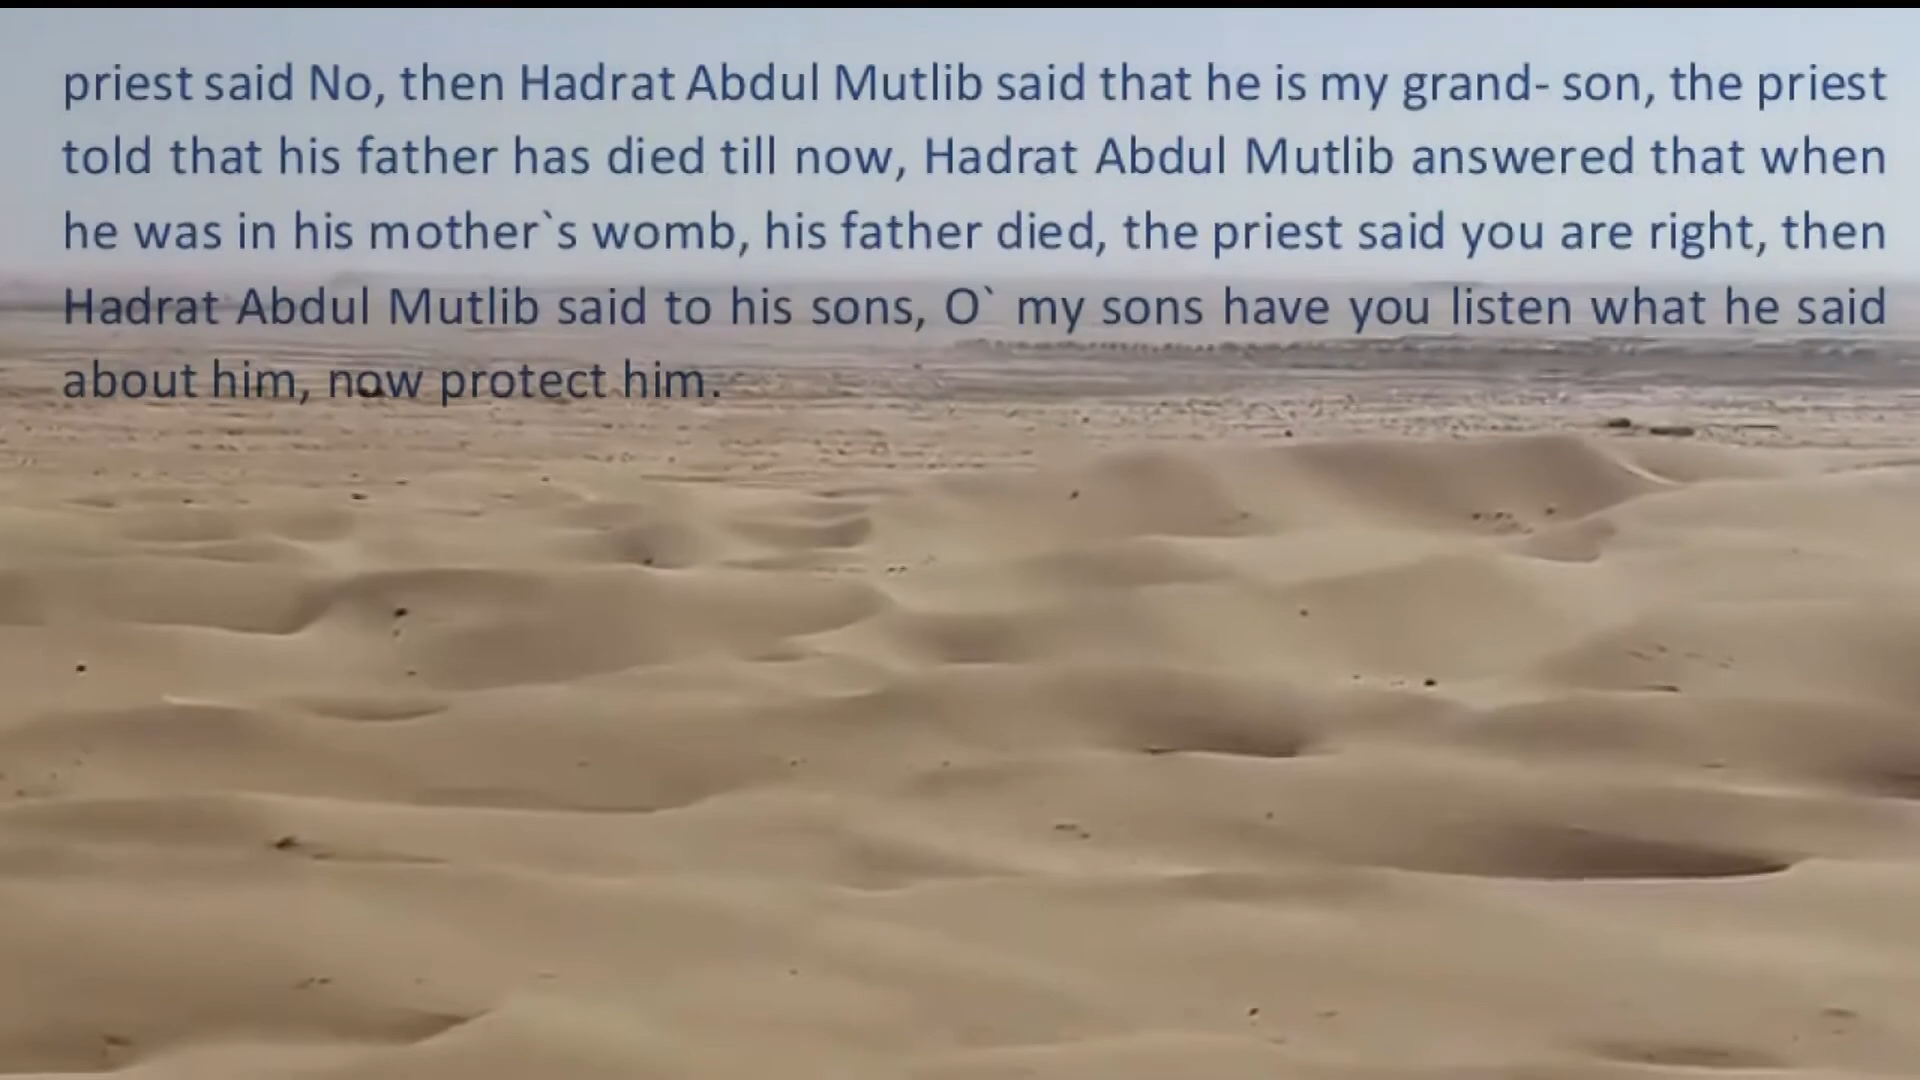 priest said No, then Hadrat Abdul Mutlib said that he is my grand- son, the priest
told that his father has died till now, Hadrat Abdul Mutlib answered that when
he was in his mother`s womb, his father died, the priest said you are right, then
Hadrat Abdul Mutlib said to his sons, O` my sons have you listen what he said
about him, now protect him.